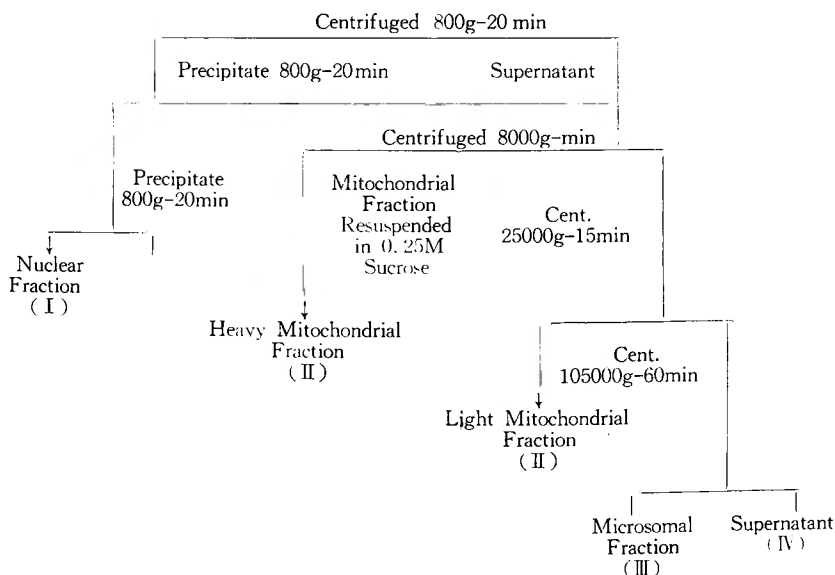 Centrifuged 800g-20 min
Precipitate 800g-20min
Supernatant
Centrifuged 8000g-min
Precipitate
800g-20min
Mitochondrial
Fraction
Resuspended
in 0.25M
Sucrose
Cent.
25000g-15min
Nuclear
Fraction
(Ⅰ)
Heavy Mitochondrial
Fraction
(Ⅱ)
Cent.
105000g-60min
Light Mitochondrial
Fraction
(Ⅱ)
Microsomal
Fraction
(Ⅲ)
Supernatant
(Ⅳ)